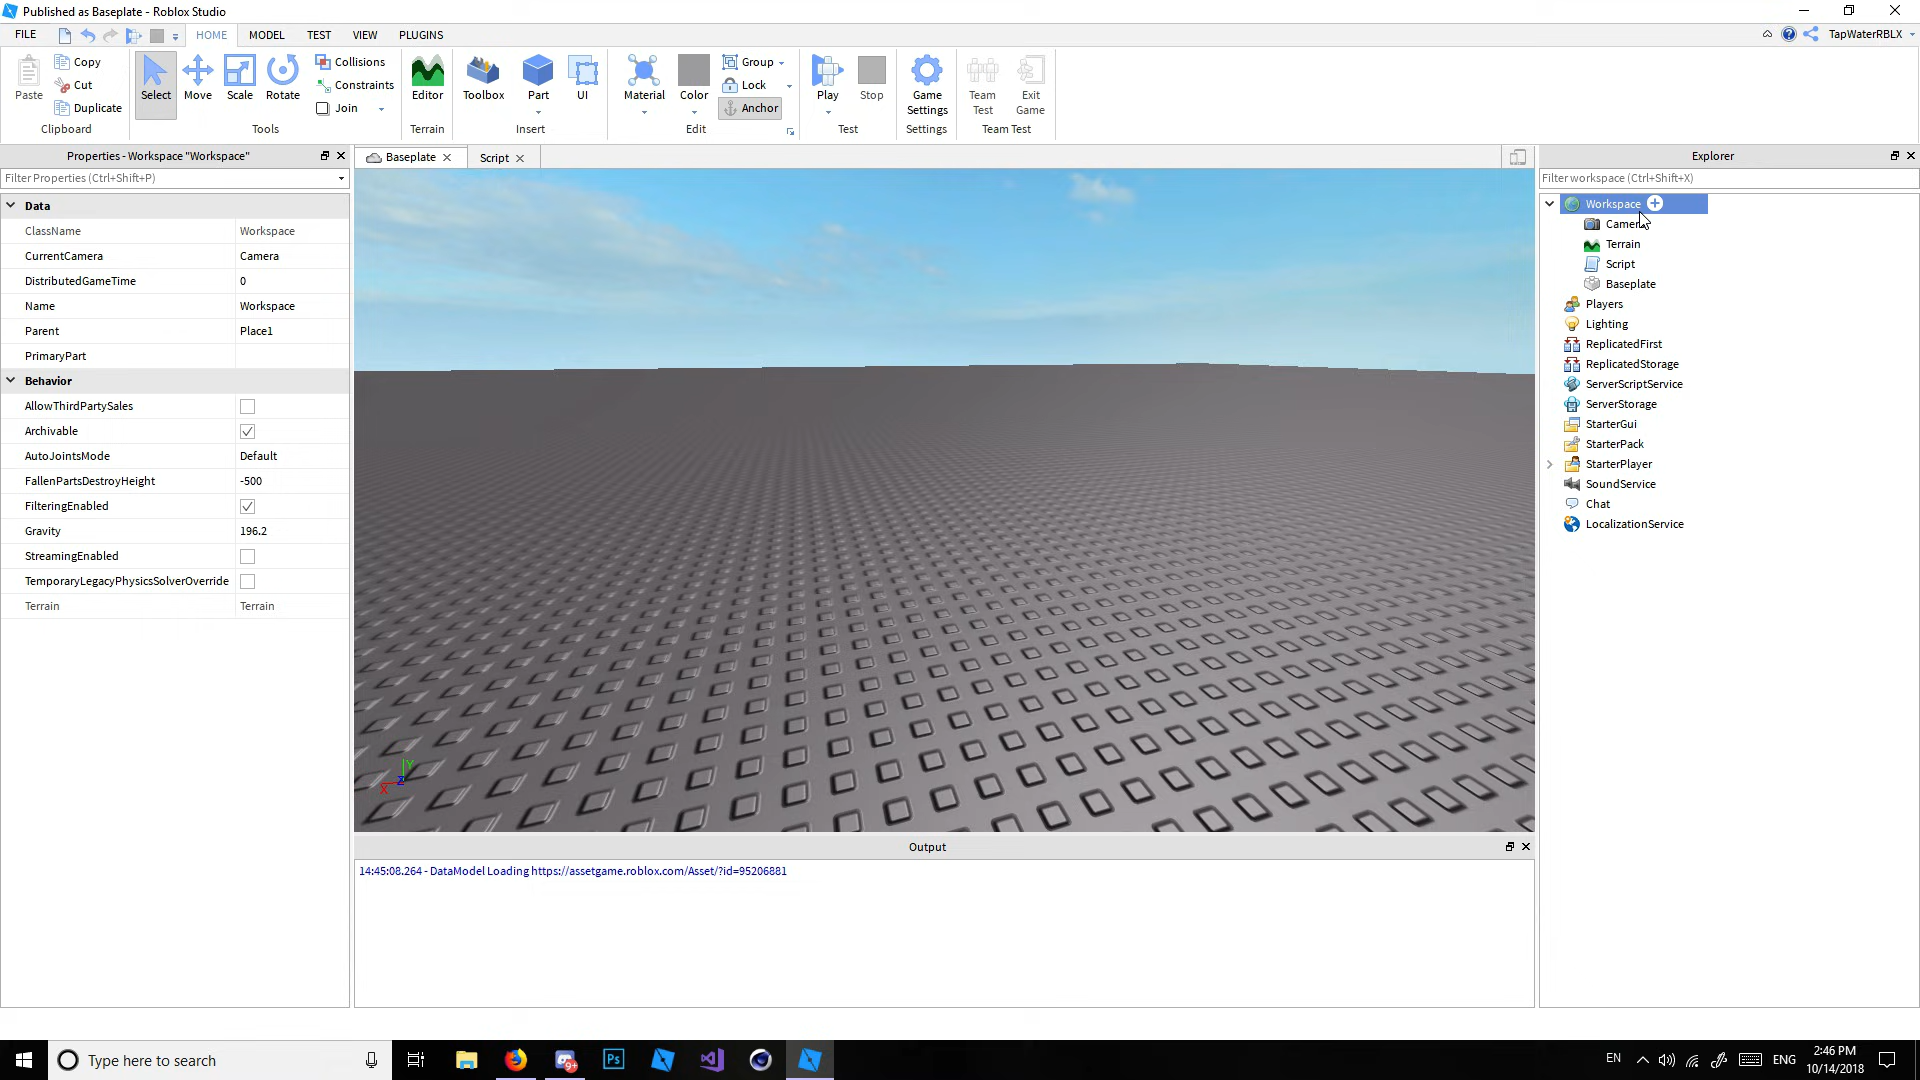 Published as Baseplate - Roblox Studio
FILE HOME MODEL TEST VIEW PLUGINS TapWaterRBLX
Paste Copy Cut Duplicate
Clipboard
Select Move Scale Rotate Collisions Constraints Join
Tools
Editor
Terrain
Toolbox Part UI
Insert
Material Color Group Lock Anchor
Edit
Play Stop
Test
Game Settings
Settings
Team Test Exit Game
Team Test
Properties - Workspace "Workspace"
Filter Properties (Ctrl+Shift+P)
Data
ClassName Workspace
CurrentCamera Camera
DistributedGameTime 0
Name Workspace
Parent Place1
PrimaryPart
Behavior
AllowThirdPartySales
Archivable
AutoJointsMode Default
FallenPartsDestroyHeight -500
FilteringEnabled
Gravity 196.2
StreamingEnabled
TemporaryLegacyPhysicsSolverOverride
Terrain Terrain
Baseplate Script
X Y Z
Output
14:45:08.264 - DataModel Loading https://assetgame.roblox.com/Asset/?id=95206881
Explorer
Filter workspace (Ctrl+Shift+X)
Workspace
Camera
Terrain
Script
Baseplate
Players
Lighting
ReplicatedFirst
ReplicatedStorage
ServerScriptService
ServerStorage
StarterGui
StarterPack
StarterPlayer
SoundService
Chat
LocalizationService
Type here to search
Ps
9+
EN ENG
2:46 PM
10/14/2018